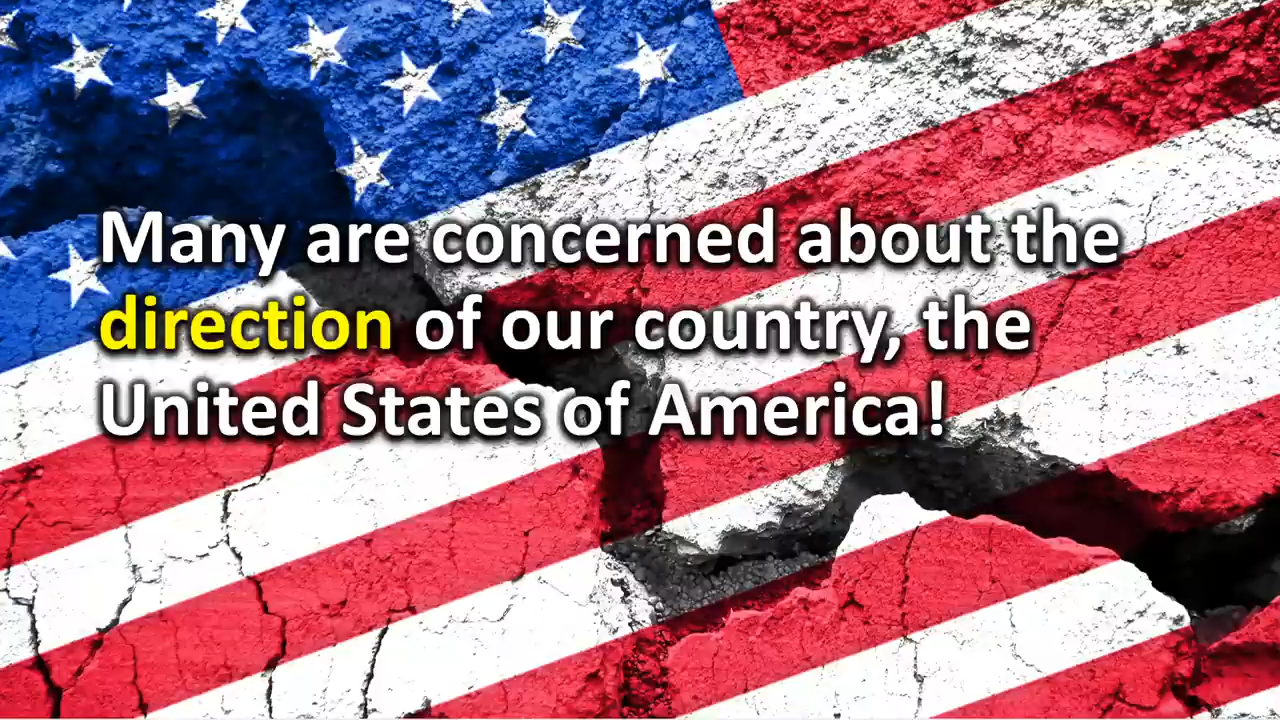 Many are concerned about the
direction of our country, the
United States of America!